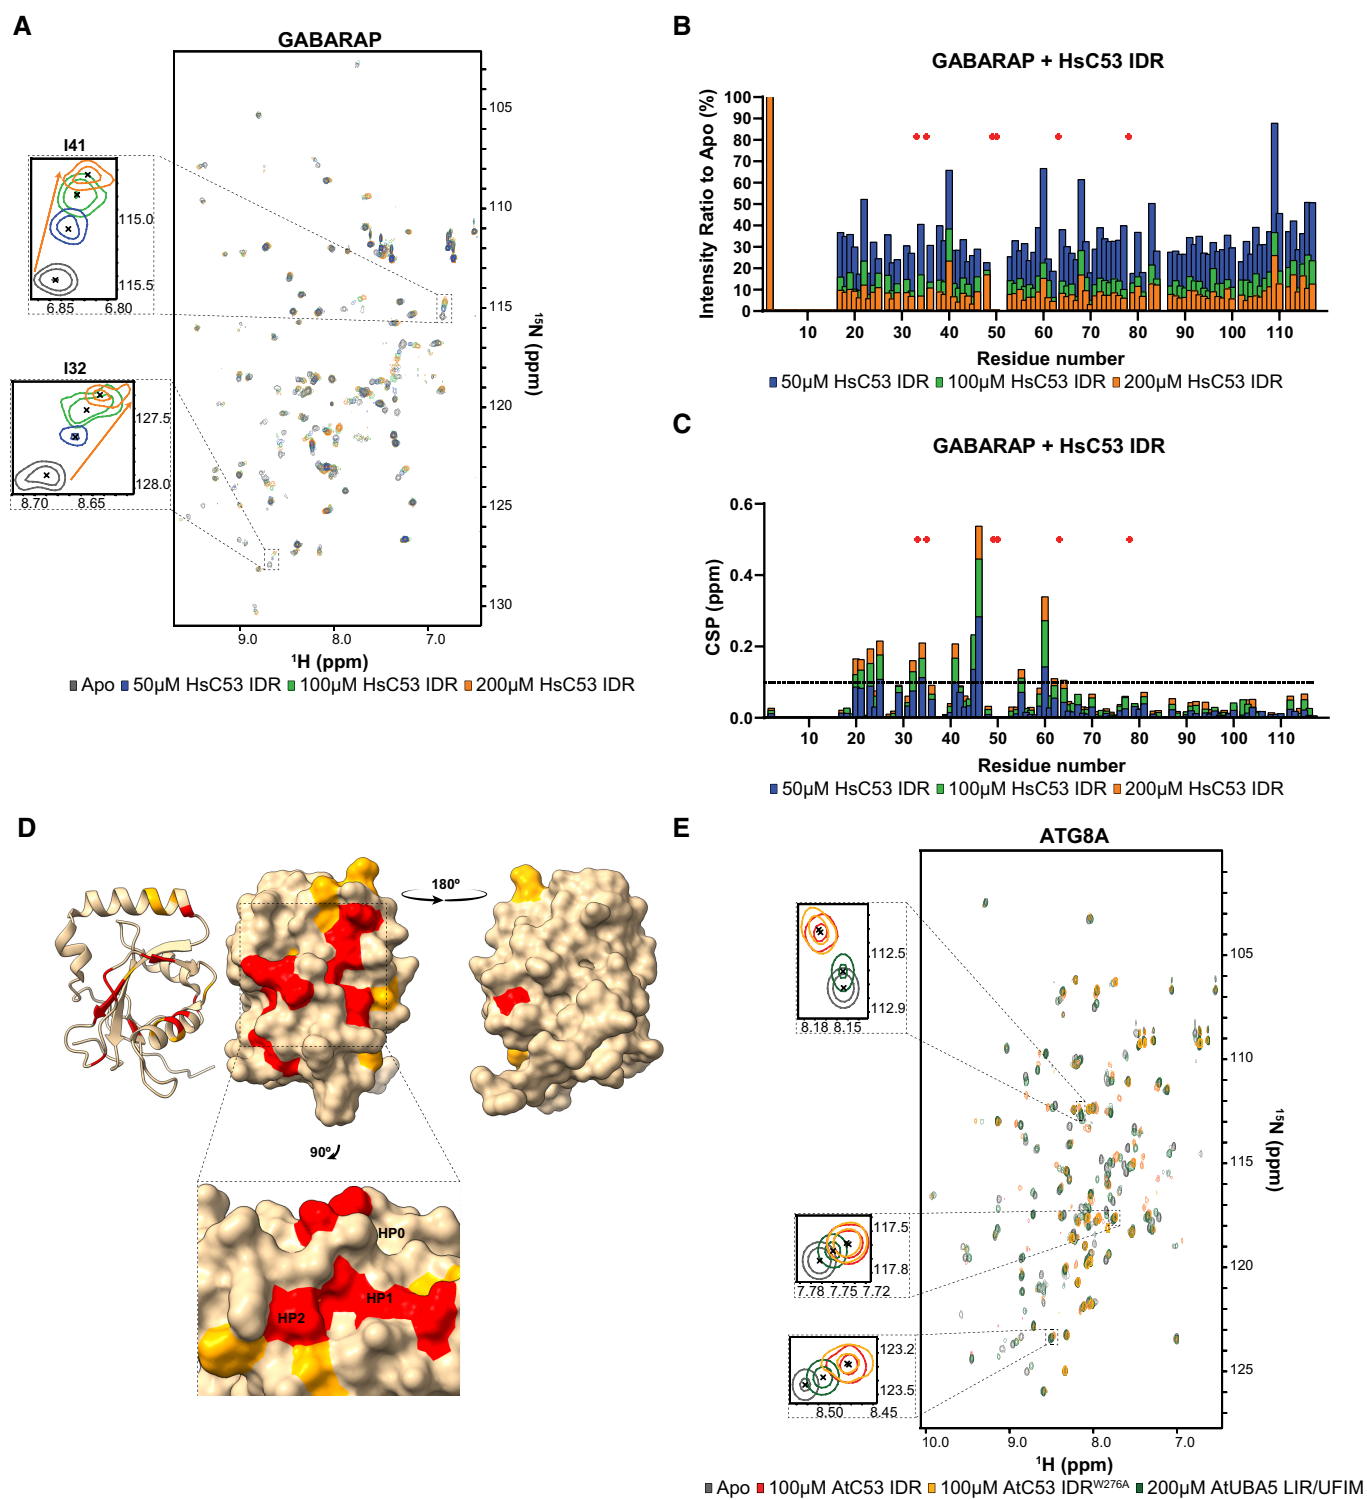 A
GABARAP
105
110
115
120
125
130
¹⁵N (ppm)
9.0 8.0 7.0
¹H (ppm)
I41
115.0
115.5
6.85 6.80
I32
127.5
128.0
8.70 8.65
Apo 50µM HsC53 IDR 100µM HsC53 IDR 200µM HsC53 IDR
B
GABARAP + HsC53 IDR
Intensity Ratio to Apo (%)
100
90
80
70
60
50
40
30
20
10
0
10 20 30 40 50 60 70 80 90 100 110
Residue number
50µM HsC53 IDR 100µM HsC53 IDR 200µM HsC53 IDR
C
GABARAP + HsC53 IDR
CSP (ppm)
0.6
0.4
0.2
0.0
10 20 30 40 50 60 70 80 90 100 110
Residue number
50µM HsC53 IDR 100µM HsC53 IDR 200µM HsC53 IDR
D
180º
90º
HP0
HP1
HP2
E
ATG8A
105
110
115
120
125
¹⁵N (ppm)
10.0 9.0 8.0 7.0
¹H (ppm)
112.5
112.9
8.18 8.15
117.5
117.8
7.78 7.75 7.72
123.2
123.5
8.50 8.45
Apo 100µM AtC53 IDR 100µM AtC53 IDRᵂ²⁷⁶ᴬ 200µM AtUBA5 LIR/UFIM